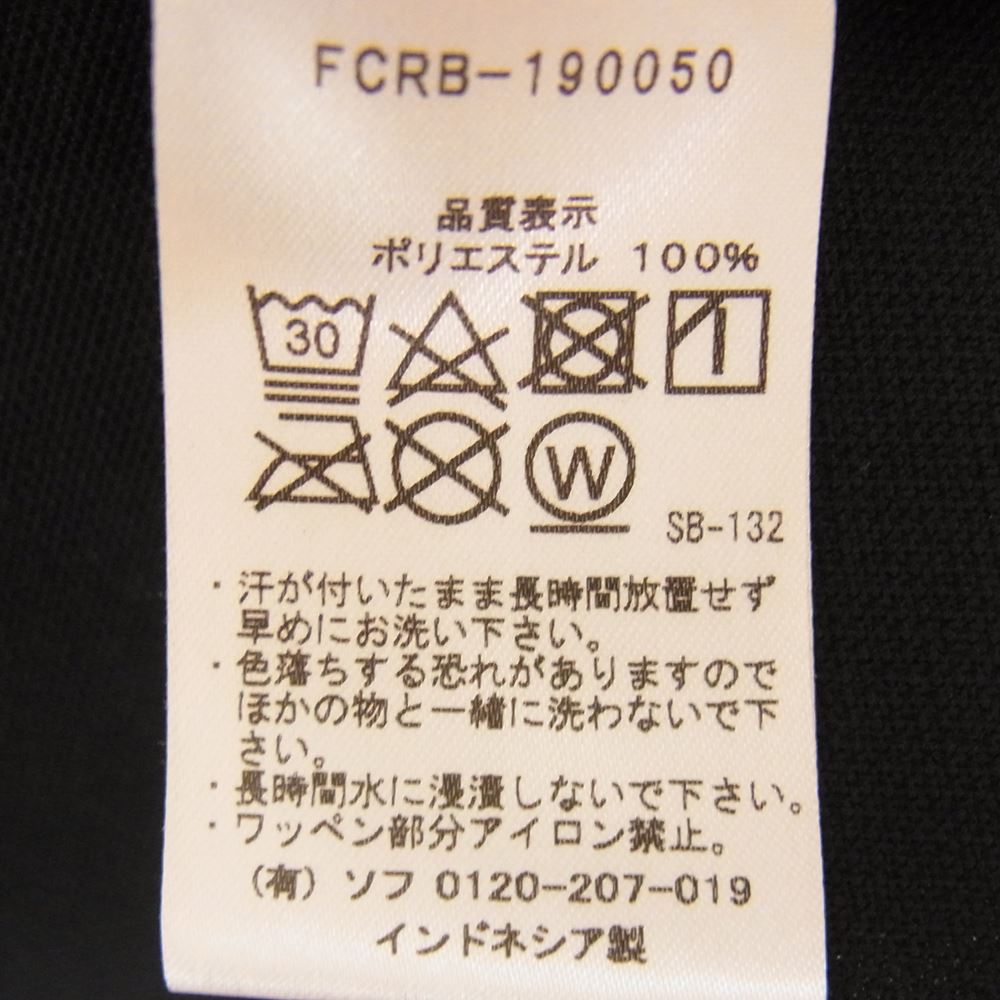 FCRB-190050
品質表示
ポリエステル 100%
30
W
SB-132
・汗が付いたまま長時間放置せず
早めにお洗い下さい。
・色落ちする恐れがありますので
ほかの物と一緒に洗わないで下
さい。
・長時間水に浸漬しないで下さい。
・ワッペン部分アイロン禁止。
(有) ソフ 0120-207-019
インドネシア製